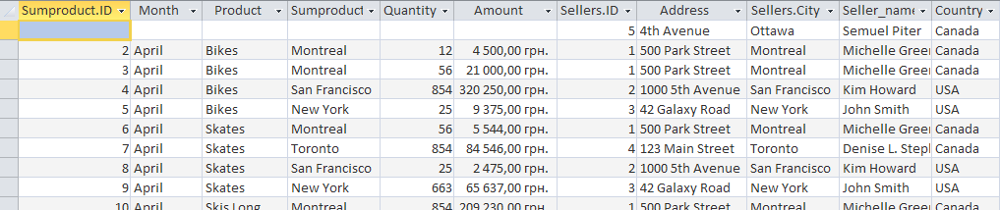 Sumproduct.ID Month Product Sumproduct Quantity Amount Sellers.ID Address Sellers.City Seller_name Country
5 4th Avenue Ottawa Semuel Piter Canada
2 April Bikes Montreal 12 4 500,00 грн. 1 500 Park Street Montreal Michelle Gree Canada
3 April Bikes Montreal 56 21 000,00 грн. 1 500 Park Street Montreal Michelle Gree Canada
4 April Bikes San Francisco 854 320 250,00 грн. 2 1000 5th Avenue San Francisco Kim Howard USA
5 April Bikes New York 25 9 375,00 грн. 3 42 Galaxy Road New York John Smith USA
6 April Skates Montreal 56 5 544,00 грн. 1 500 Park Street Montreal Michelle Gree Canada
7 April Skates Toronto 854 84 546,00 грн. 4 123 Main Street Toronto Denise L. Stepl Canada
8 April Skates San Francisco 25 2 475,00 грн. 2 1000 5th Avenue San Francisco Kim Howard USA
9 April Skates New York 663 65 637,00 грн. 3 42 Galaxy Road New York John Smith USA
10 April Skis Long Montreal 854 209 230,00 грн. 1 500 Park Street Montreal Michelle Gree Canada